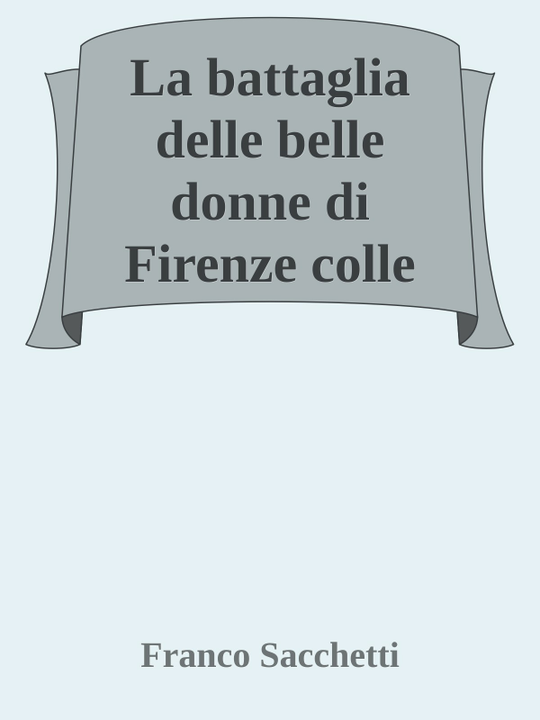 La battaglia
delle belle
donne di
Firenze colle
Franco Sacchetti